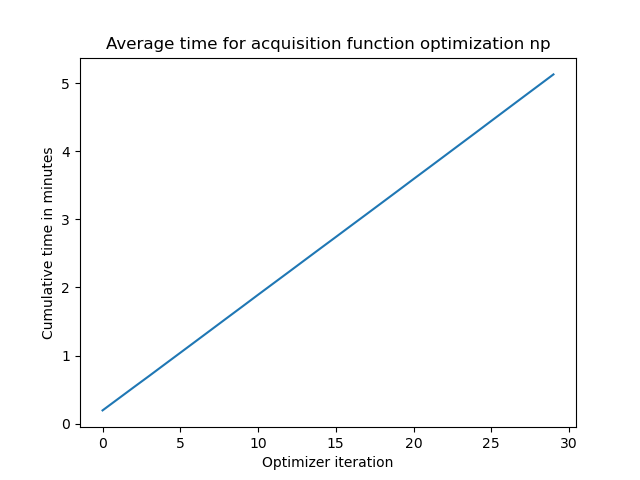 Average time for acquisition function optimization np
Cumulative time in minutes
5
4
3
2
1
0
0 5 10 15 20 25 30
Optimizer iteration